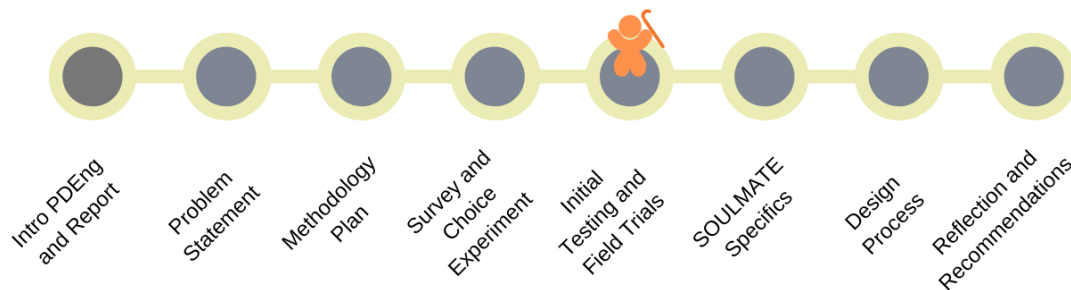 Intro PDEng
and Report
Problem
Statement
Methodology
Plan
Survey and
Choice
Experiment
Initial
Testing and
Field Trials
SOULMATE
Specifics
Design
Process
Reflection and
Recommendations